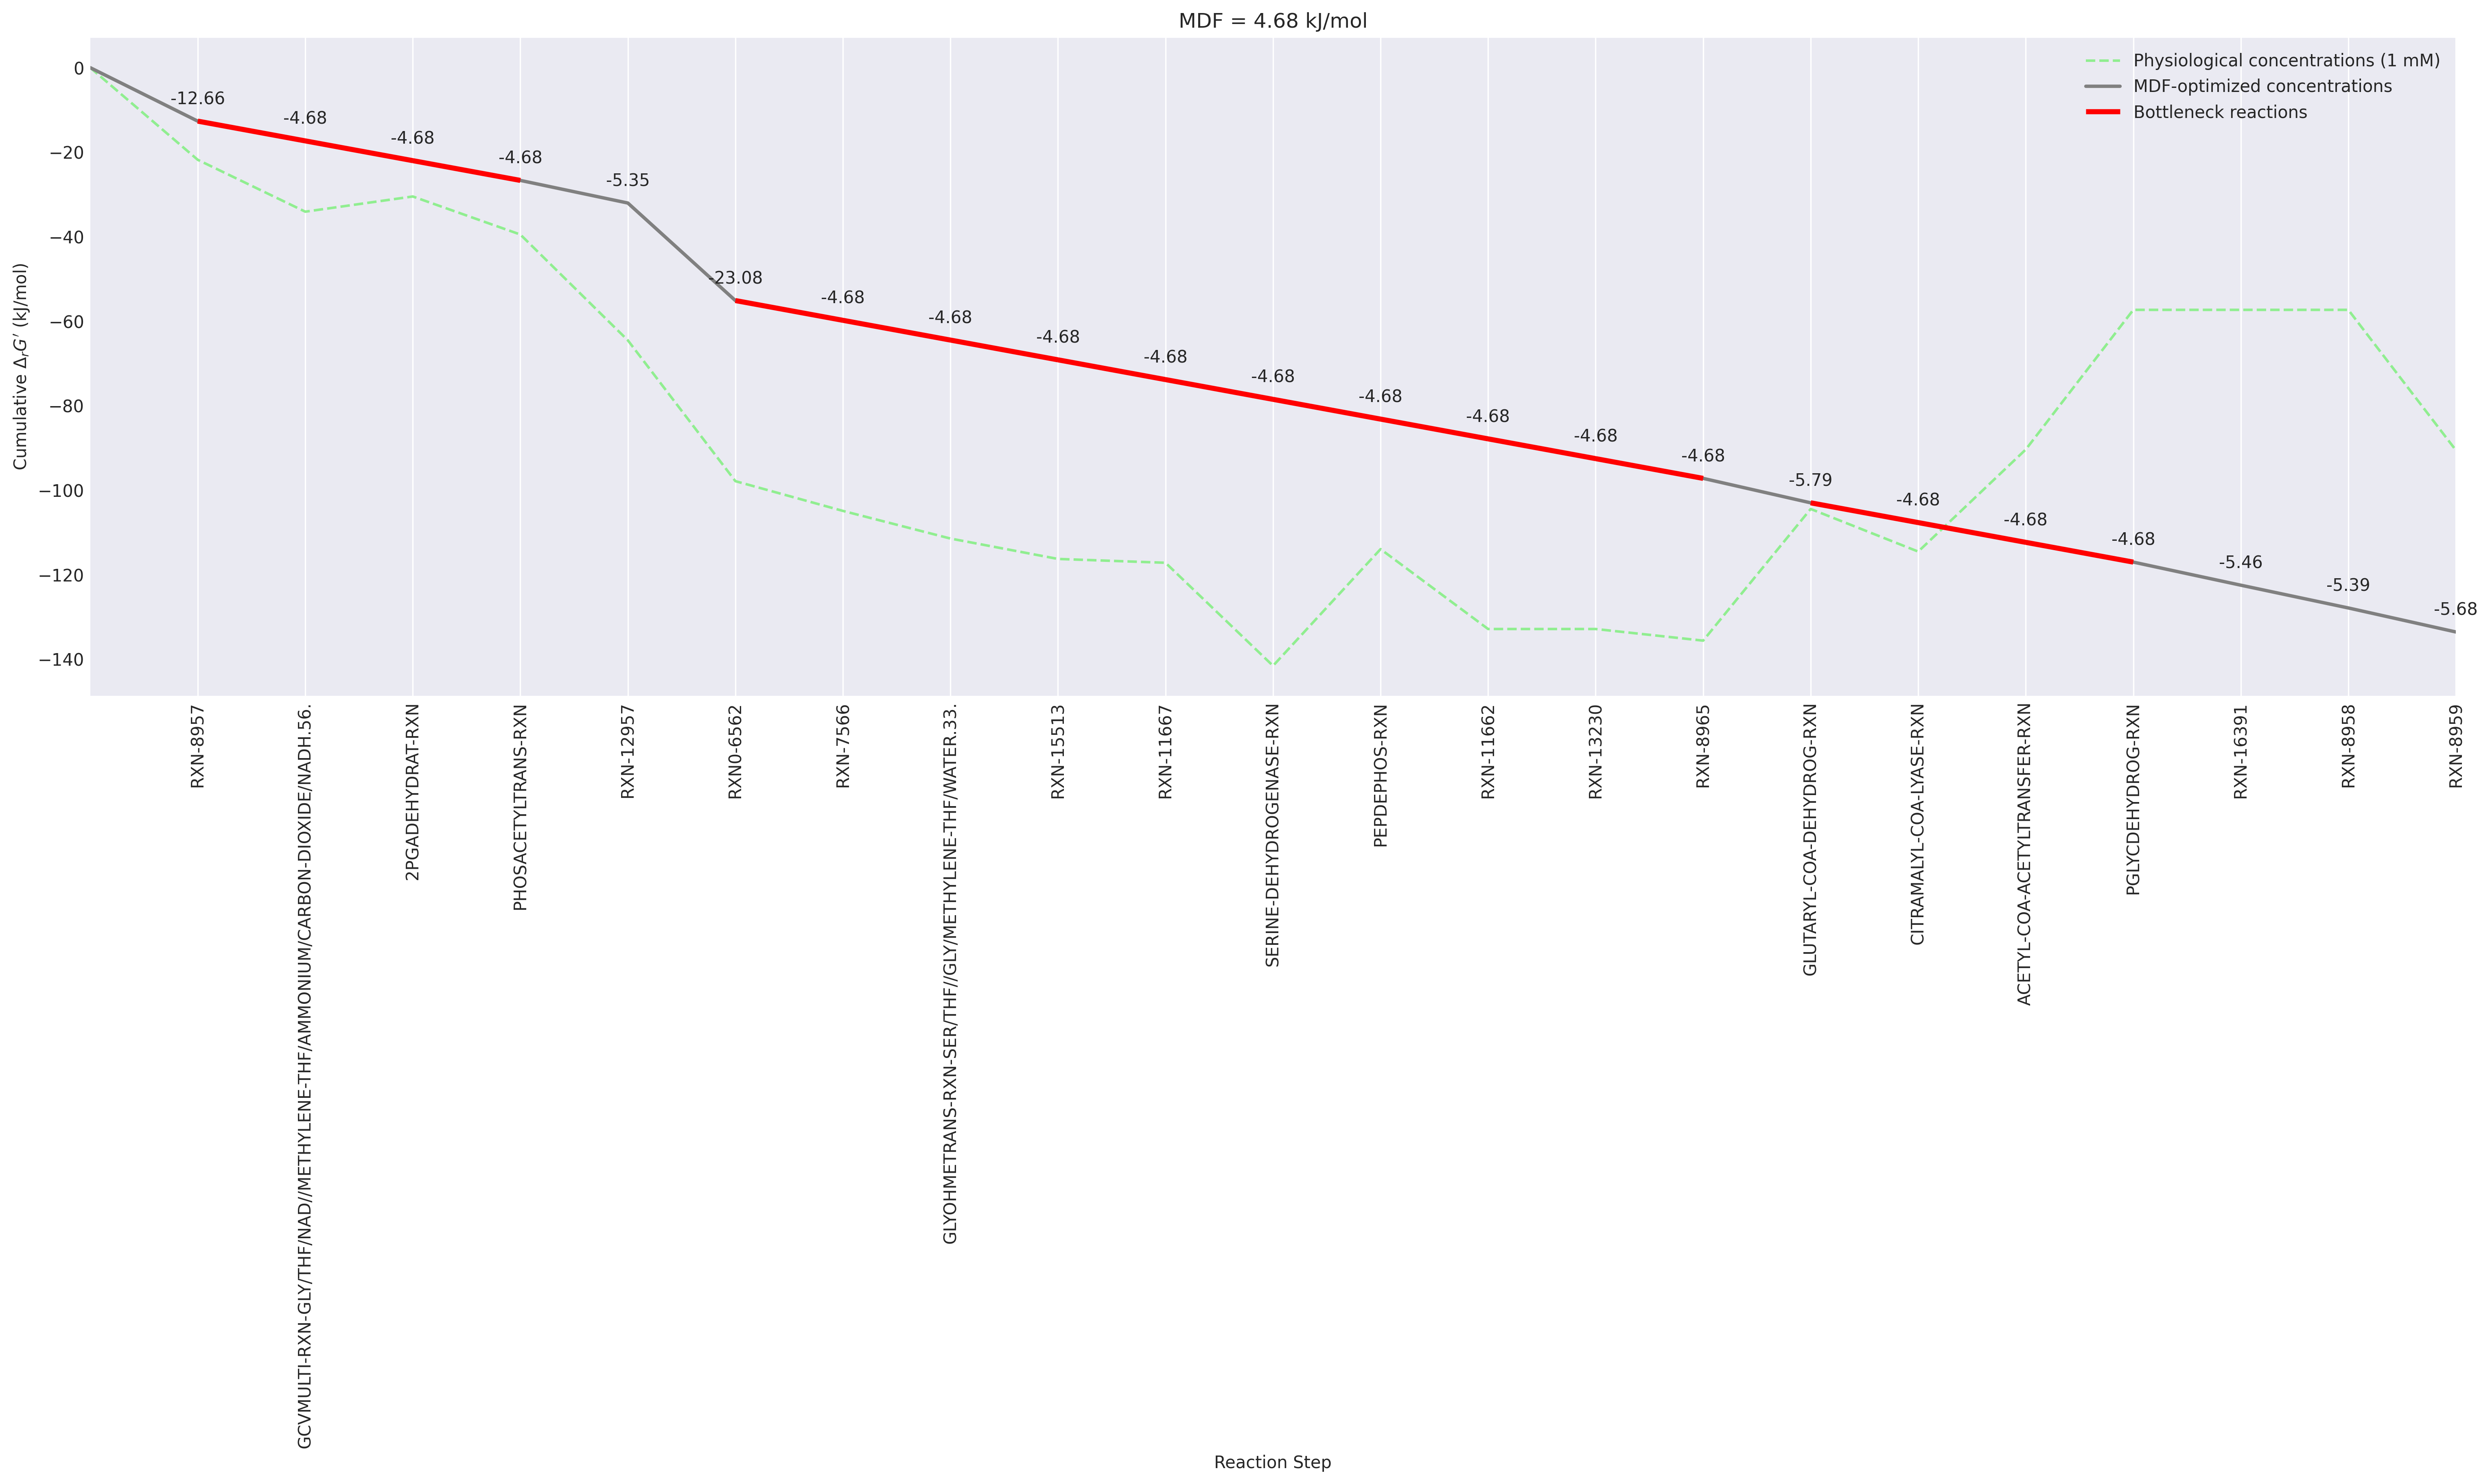 MDF = 4.68 kJ/mol
Physiological concentrations (1 mM)
MDF-optimized concentrations
Bottleneck reactions
Cumulative Δ_rG′ (kJ/mol)
0
−20
−40
−60
−80
−100
−120
−140
-12.66
-4.68
-4.68
-4.68
-5.35
-23.08
-4.68
-4.68
-4.68
-4.68
-4.68
-4.68
-4.68
-4.68
-4.68
-5.79
-4.68
-4.68
-4.68
-5.46
-5.39
-5.68
RXN-8957
GCVMULTI-RXN-GLY/THF/NAD//METHYLENE-THF/AMMONIUM/CARBON-DIOXIDE/NADH.56.
2PGADEHYDRAT-RXN
PHOSACETYLTRANS-RXN
RXN-12957
RXN0-6562
RXN-7566
GLYOHMETRANS-RXN-SER/THF//GLY/METHYLENE-THF/WATER.33.
RXN-15513
RXN-11667
SERINE-DEHYDROGENASE-RXN
PEPDEPHOS-RXN
RXN-11662
RXN-13230
RXN-8965
GLUTARYL-COA-DEHYDROG-RXN
CITRAMALYL-COA-LYASE-RXN
ACETYL-COA-ACETYLTRANSFER-RXN
PGLYCDEHYDROG-RXN
RXN-16391
RXN-8958
RXN-8959
Reaction Step